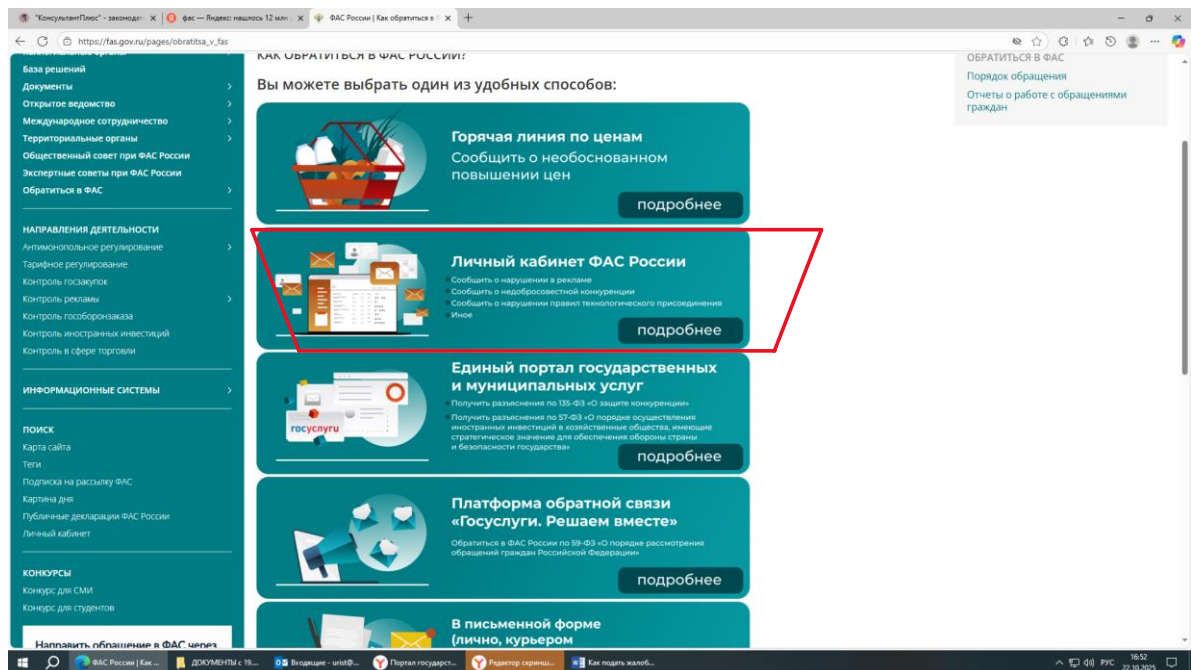 "КонсультантПлюс" - законодат
фас — Яндекс: нашлось 12 млн
ФАС России | Как обратиться в
https://fas.gov.ru/pages/obratitsa_v_fas
База решений
Документы
Открытое ведомство
Международное сотрудничество
Территориальные органы
Общественный совет при ФАС России
Экспертные советы при ФАС России
Обратиться в ФАС
НАПРАВЛЕНИЯ ДЕЯТЕЛЬНОСТИ
Антимонопольное регулирование
Тарифное регулирование
Контроль госзакупок
Контроль рекламы
Контроль гособоронзаказа
Контроль иностранных инвестиций
Контроль в сфере торговли
ИНФОРМАЦИОННЫЕ СИСТЕМЫ
ПОИСК
Карта сайта
Теги
Подписка на рассылку ФАС
Картина дня
Публичные декларации ФАС России
Личный кабинет
КОНКУРСЫ
Конкурс для СМИ
Конкурс для студентов
Направить обращение в ФАС через
КАК ОБРАТИТЬСЯ В ФАС РОССИИ?
Вы можете выбрать один из удобных способов:
Горячая линия по ценам
Сообщить о необоснованном
повышении цен
подробнее
Личный кабинет ФАС России
Сообщить о нарушении в рекламе
Сообщить о недобросовестной конкуренции
Сообщить о нарушении правил технологического присоединения
Иное
подробнее
госуслуги
Единый портал государственных
и муниципальных услуг
Получить разъяснения по 135-ФЗ «О защите конкуренции»
Получить разъяснения по 57-ФЗ «О порядке осуществления
иностранных инвестиций в хозяйственные общества, имеющие
стратегическое значение для обеспечения обороны страны
и безопасности государства»
подробнее
Платформа обратной связи
«Госуслуги. Решаем вместе»
Обратиться в ФАС России по 59-ФЗ «О порядке рассмотрения
обращений граждан Российской Федерации»
подробнее
В письменной форме
(лично, курьером
ОБРАТИТЬСЯ В ФАС
Порядок обращения
Отчеты о работе с обращениями
граждан
ФАС России | Как ...
ДОКУМЕНТЫ с 19....
Входящие - urist@...
Портал государст...
Редактор скринш...
Как подать жалоб...
РУС
16:52
22.10.2025